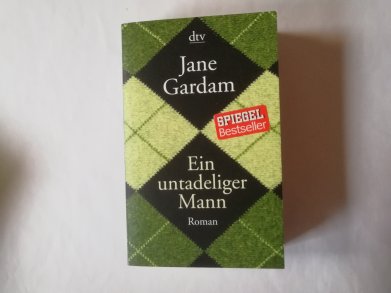 dtv
Jane
Gardam
SPIEGEL
Bestseller
Ein
untadeliger
Mann
Roman